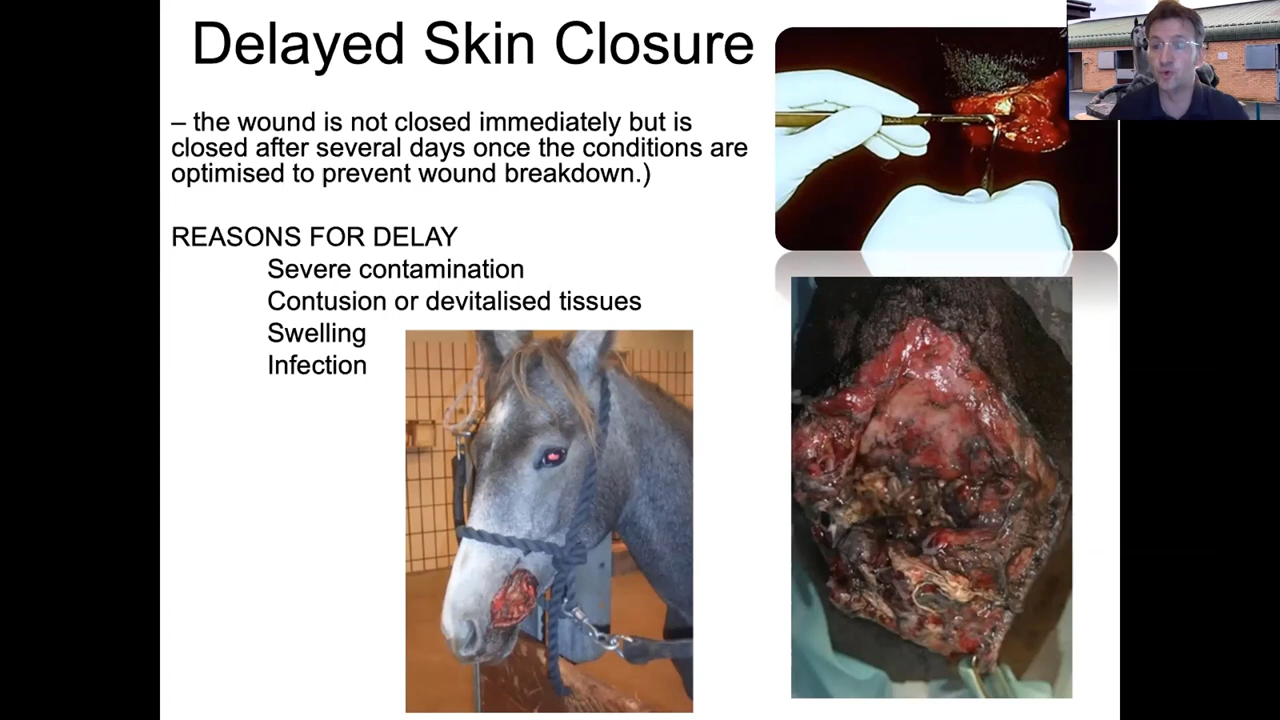 Delayed Skin Closure
– the wound is not closed immediately but is
closed after several days once the conditions are
optimised to prevent wound breakdown.)
REASONS FOR DELAY
Severe contamination
Contusion or devitalised tissues
Swelling
Infection